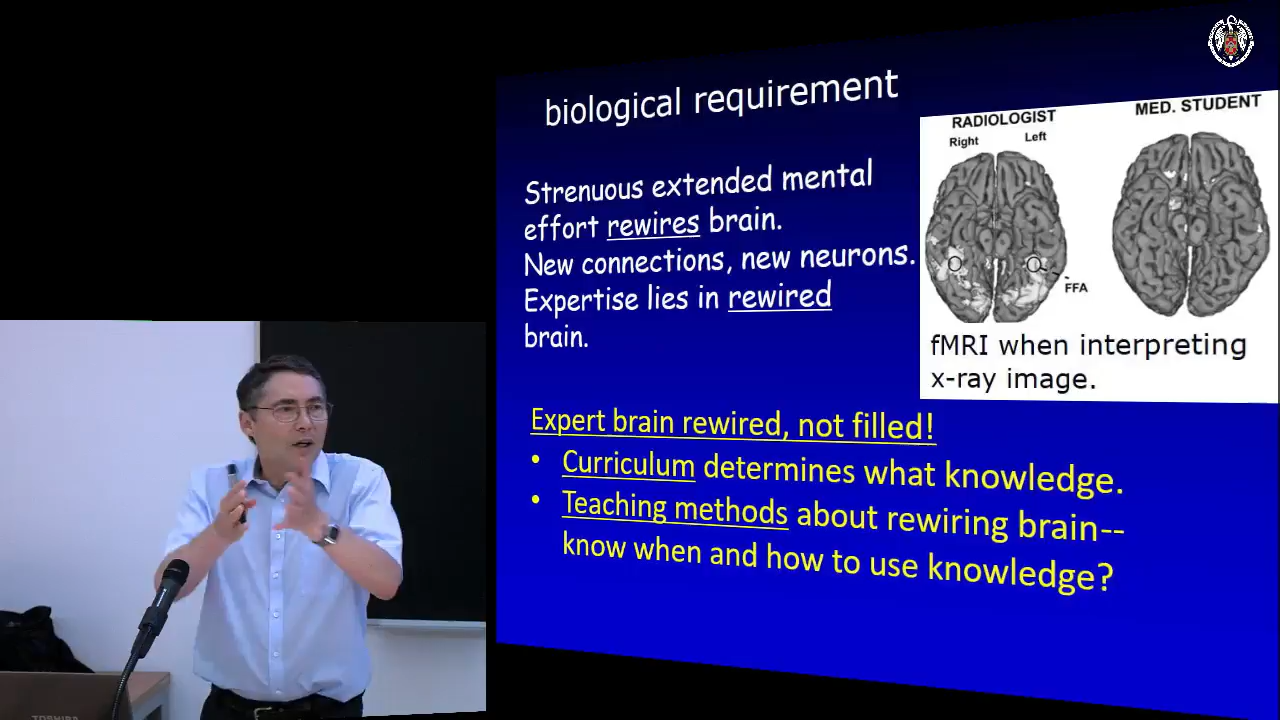 biological requirement
Strenuous extended mental
effort rewires brain.
New connections, new neurons.
Expertise lies in rewired
brain.
RADIOLOGIST
Right
Left
FFA
MED. STUDENT
fMRI when interpreting
x-ray image.
Expert brain rewired, not filled!
• Curriculum determines what knowledge.
• Teaching methods about rewiring brain--
know when and how to use knowledge?
TOSHIBA